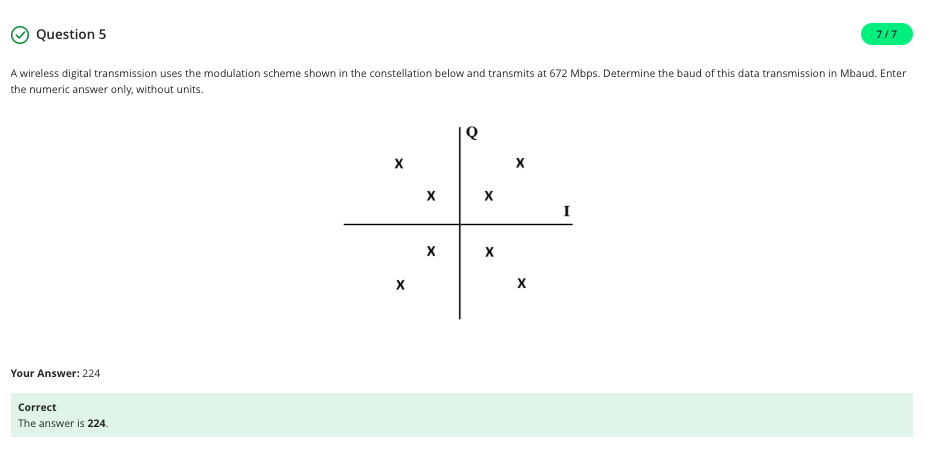 Question 5
7 / 7
A wireless digital transmission uses the modulation scheme shown in the constellation below and transmits at 672 Mbps. Determine the baud of this data transmission in Mbaud. Enter
the numeric answer only, without units.
Q
X X
X X
I
X X
X X
Your Answer: 224
Correct
The answer is 224.